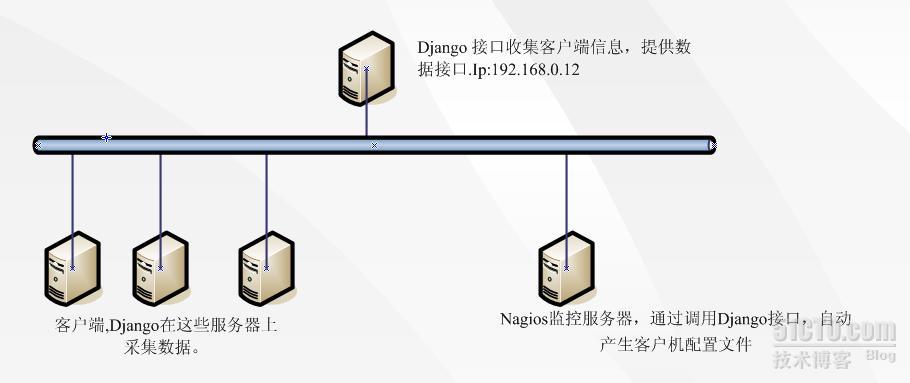 Django 接口收集客户端信息，提供数
据接口.Ip:192.168.0.12
客户端,Django在这些服务器上
采集数据。
Nagios监控服务器，通过调用Django接口，自动
产生客户机配置文件
51CTO.com
技术博客 Blog